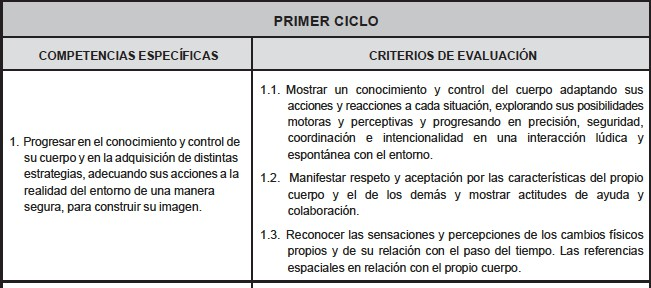 PRIMER CICLO
COMPETENCIAS ESPECÍFICAS
CRITERIOS DE EVALUACIÓN
1. Progresar en el conocimiento y control de
su cuerpo y en la adquisición de distintas
estrategias, adecuando sus acciones a la
realidad del entorno de una manera
segura, para construir su imagen.
1.1. Mostrar un conocimiento y control del cuerpo adaptando sus
acciones y reacciones a cada situación, explorando sus posibilidades
motoras y perceptivas y progresando en precisión, seguridad,
coordinación e intencionalidad en una interacción lúdica y
espontánea con el entorno.
1.2. Manifestar respeto y aceptación por las características del propio
cuerpo y el de los demás y mostrar actitudes de ayuda y
colaboración.
1.3. Reconocer las sensaciones y percepciones de los cambios físicos
propios y de su relación con el paso del tiempo. Las referencias
espaciales en relación con el propio cuerpo.